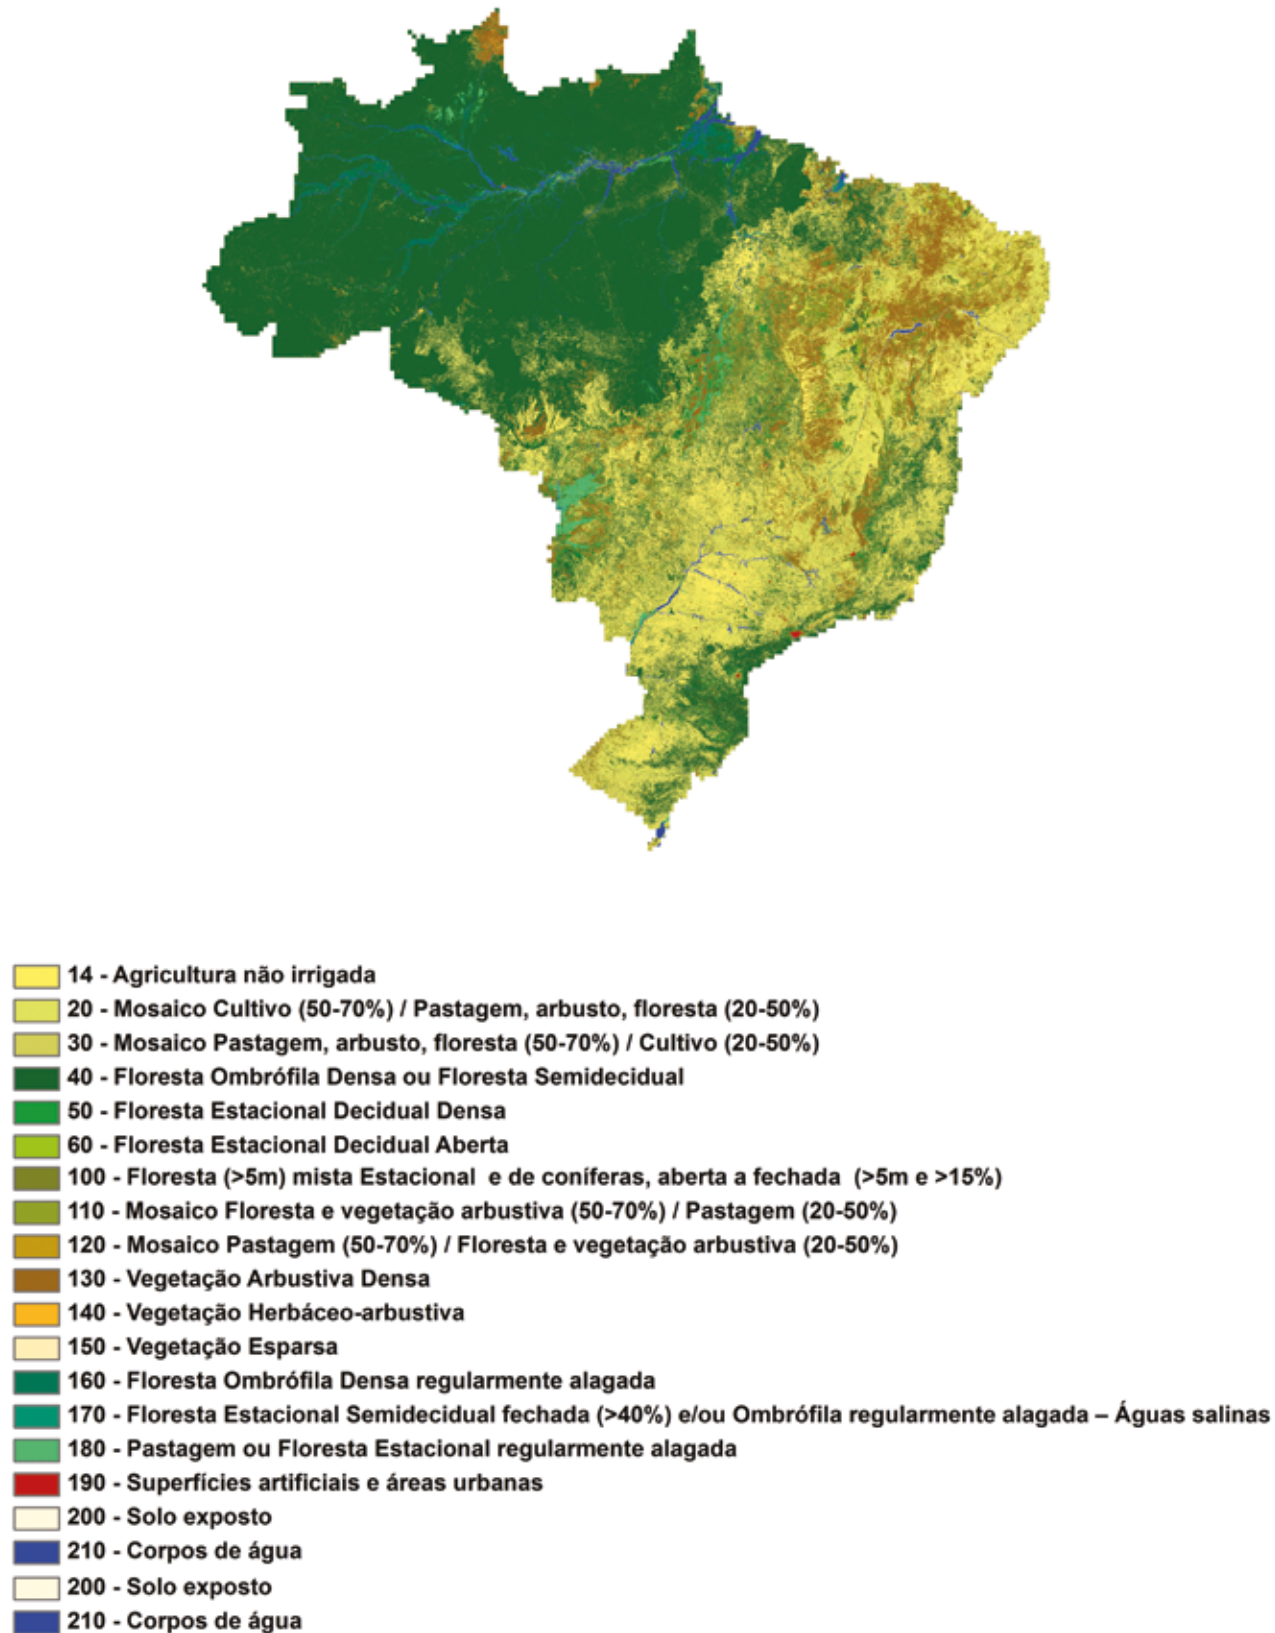 14 - Agricultura não irrigada
20 - Mosaico Cultivo (50-70%) / Pastagem, arbusto, floresta (20-50%)
30 - Mosaico Pastagem, arbusto, floresta (50-70%) / Cultivo (20-50%)
40 - Floresta Ombrófila Densa ou Floresta Semidecidual
50 - Floresta Estacional Decidual Densa
60 - Floresta Estacional Decidual Aberta
100 - Floresta (>5m) mista Estacional e de coníferas, aberta a fechada (>5m e >15%)
110 - Mosaico Floresta e vegetação arbustiva (50-70%) / Pastagem (20-50%)
120 - Mosaico Pastagem (50-70%) / Floresta e vegetação arbustiva (20-50%)
130 - Vegetação Arbustiva Densa
140 - Vegetação Herbáceo-arbustiva
150 - Vegetação Esparsa
160 - Floresta Ombrófila Densa regularmente alagada
170 - Floresta Estacional Semidecidual fechada (>40%) e/ou Ombrófila regularmente alagada – Águas salinas
180 - Pastagem ou Floresta Estacional regularmente alagada
190 - Superfícies artificiais e áreas urbanas
200 - Solo exposto
210 - Corpos de água
200 - Solo exposto
210 - Corpos de água